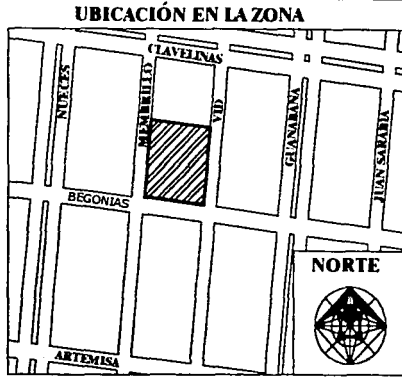 UBICACIÓN EN LA ZONA
CLAVELINAS
NUECES
MEMBRILLO
VID
GUANABANA
JUAN SARABIA
BEGONIAS
NORTE
ARTEMISA